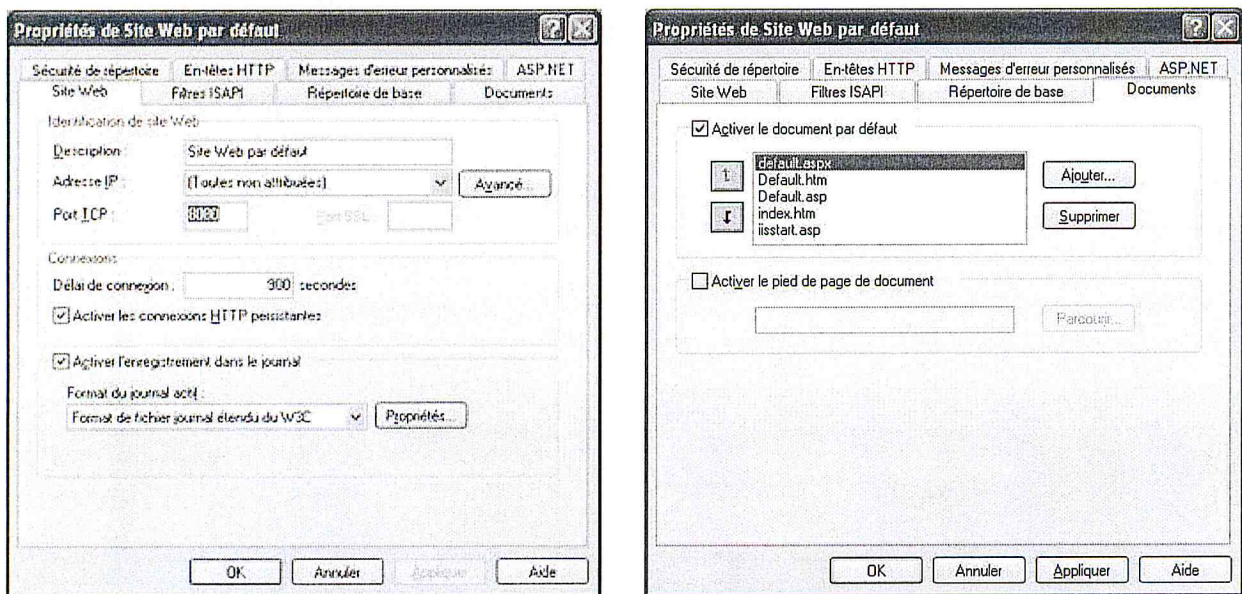 Propriétés de Site Web par défaut
Sécurité de répertoire En-têtes HTTP Messages d'erreur personnalisés ASP.NET
Site Web Filtres ISAPI Répertoire de base Documents
Identification de site Web
Description : Site Web par défaut
Adresse IP : (Toutes non attribuées) Avancé...
Port TCP : 8080 Port SSL :
Connexions
Délai de connexion : 900 secondes
Activer les connexions HTTP persistantes
Activer l'enregistrement dans le journal
Format du journal actif :
Format de fichier journal étendu du W3C Propriétés...
OK Annuler Appliquer Aide
Propriétés de Site Web par défaut
Sécurité de répertoire En-têtes HTTP Messages d'erreur personnalisés ASP.NET
Site Web Filtres ISAPI Répertoire de base Documents
Activer le document par défaut
default.aspx
Default.htm
Default.asp
index.htm
iisstart.asp
Ajouter...
Supprimer
Activer le pied de page de document
Parcourir...
OK Annuler Appliquer Aide